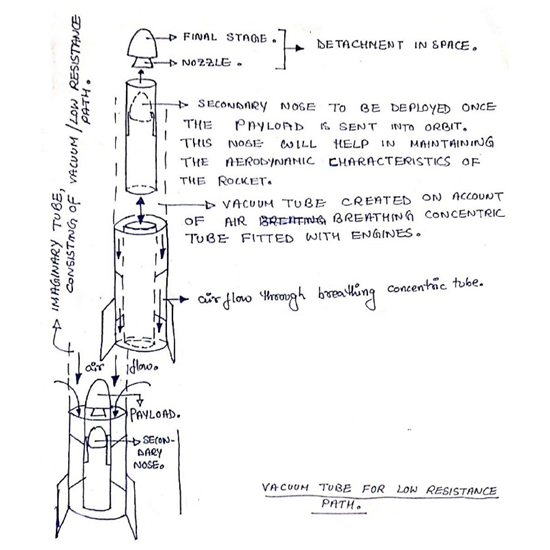 FINAL STAGE.
NOZZLE.
DETACHMENT IN SPACE.
SECONDARY NOSE TO BE DEPLOYED ONCE
THE PAYLOAD IS SENT INTO ORBIT.
THIS NOSE WILL HELP IN MAINTAINING
THE AERODYNAMIC CHARACTERISTICS OF
THE ROCKET.
VACUUM TUBE CREATED ON ACCOUNT
OF AIR BREATHING CONCENTRIC
TUBE FITTED WITH ENGINES.
air flow through breathing concentric tube.
IMAGINARY TUBE,
CONSISTING OF VACUUM/LOW RESISTANCE
PATH.
air flow.
PAYLOAD.
SECON-
DARY
NOSE.
VACUUM TUBE FOR LOW RESISTANCE
PATH.